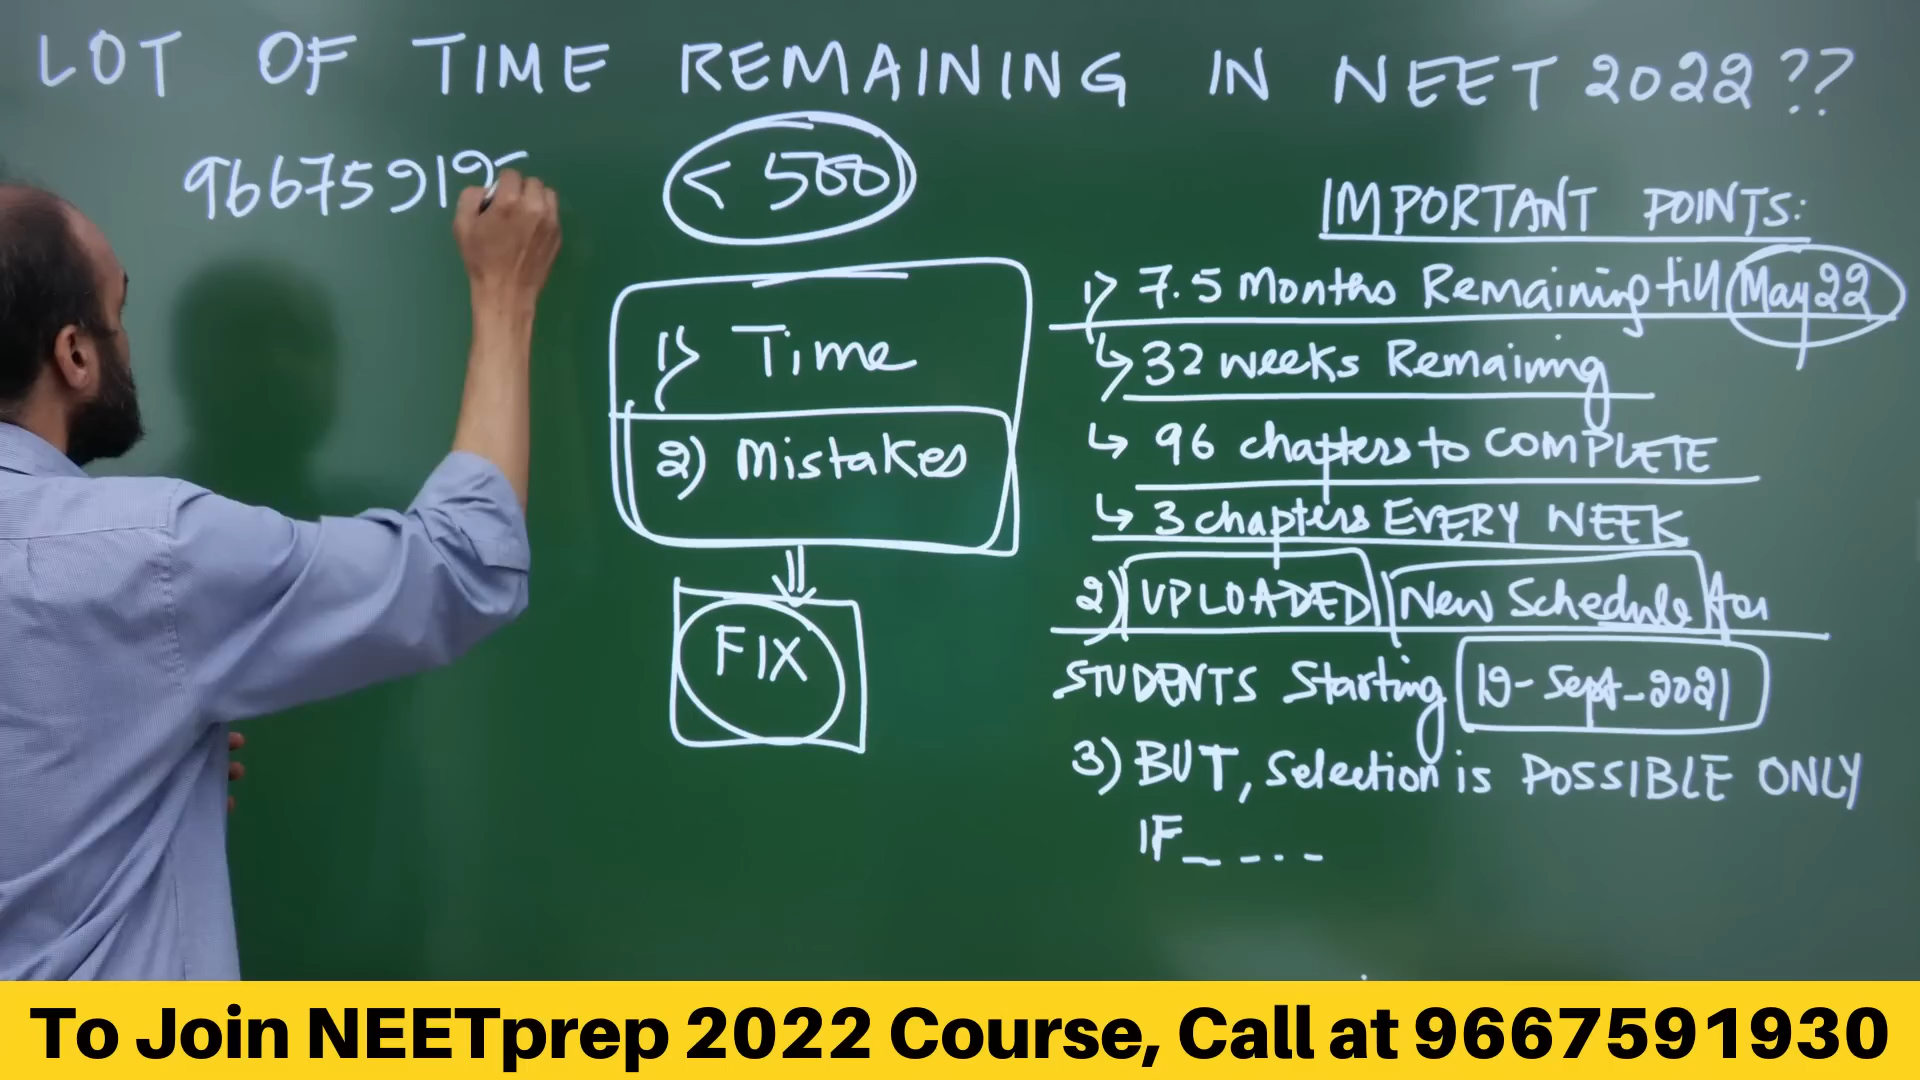 LOT OF TIME REMAINING IN NEET 2022??
96675919
< 500
1) Time
2) Mistakes
FIX
IMPORTANT POINTS:
1) 7.5 Months Remaining till May 22
↳ 32 weeks Remaining
↳ 96 chapters to COMPLETE
↳ 3 chapters EVERY WEEK
2) UPLOADED New Schedule for
STUDENTS Starting 19-Sept-2021
3) BUT, Selection is POSSIBLE ONLY
IF _ _ . . _
To Join NEETprep 2022 Course, Call at 9667591930